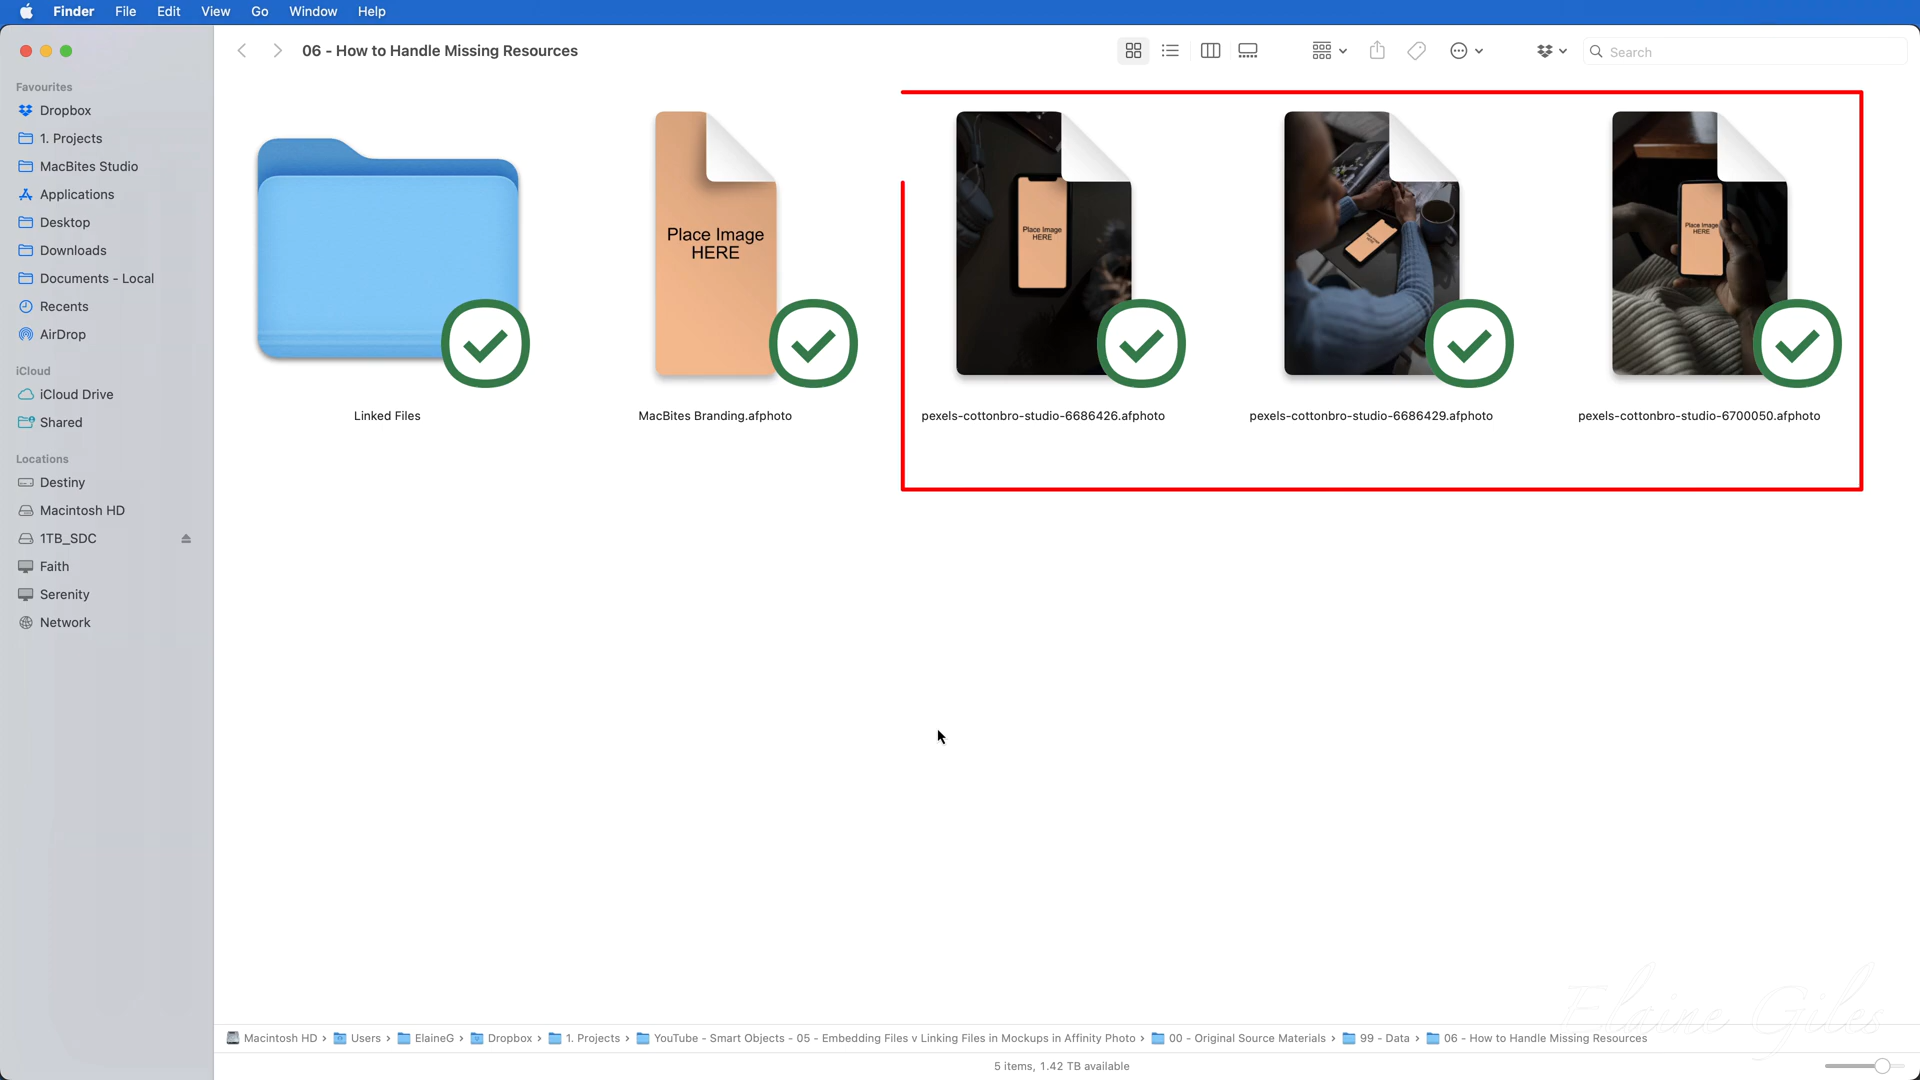 Finder File Edit View Go Window Help
06 - How to Handle Missing Resources
Search
Favourites
Dropbox
1. Projects
MacBites Studio
Applications
Desktop
Downloads
Documents - Local
Recents
AirDrop
iCloud
iCloud Drive
Shared
Locations
Destiny
Macintosh HD
1TB_SDC
Faith
Serenity
Network
Place Image
HERE
Place Image
HERE
Place Image
HERE
Linked Files
MacBites Branding.afphoto
pexels-cottonbro-studio-6686426.afphoto
pexels-cottonbro-studio-6686429.afphoto
pexels-cottonbro-studio-6700050.afphoto
Elaine Giles
Macintosh HD › Users › ElaineG › Dropbox › 1. Projects › YouTube - Smart Objects - 05 - Embedding Files v Linking Files in Mockups in Affinity Photo › 00 - Original Source Materials › 99 - Data › 06 - How to Handle Missing Resources
5 items, 1.42 TB available